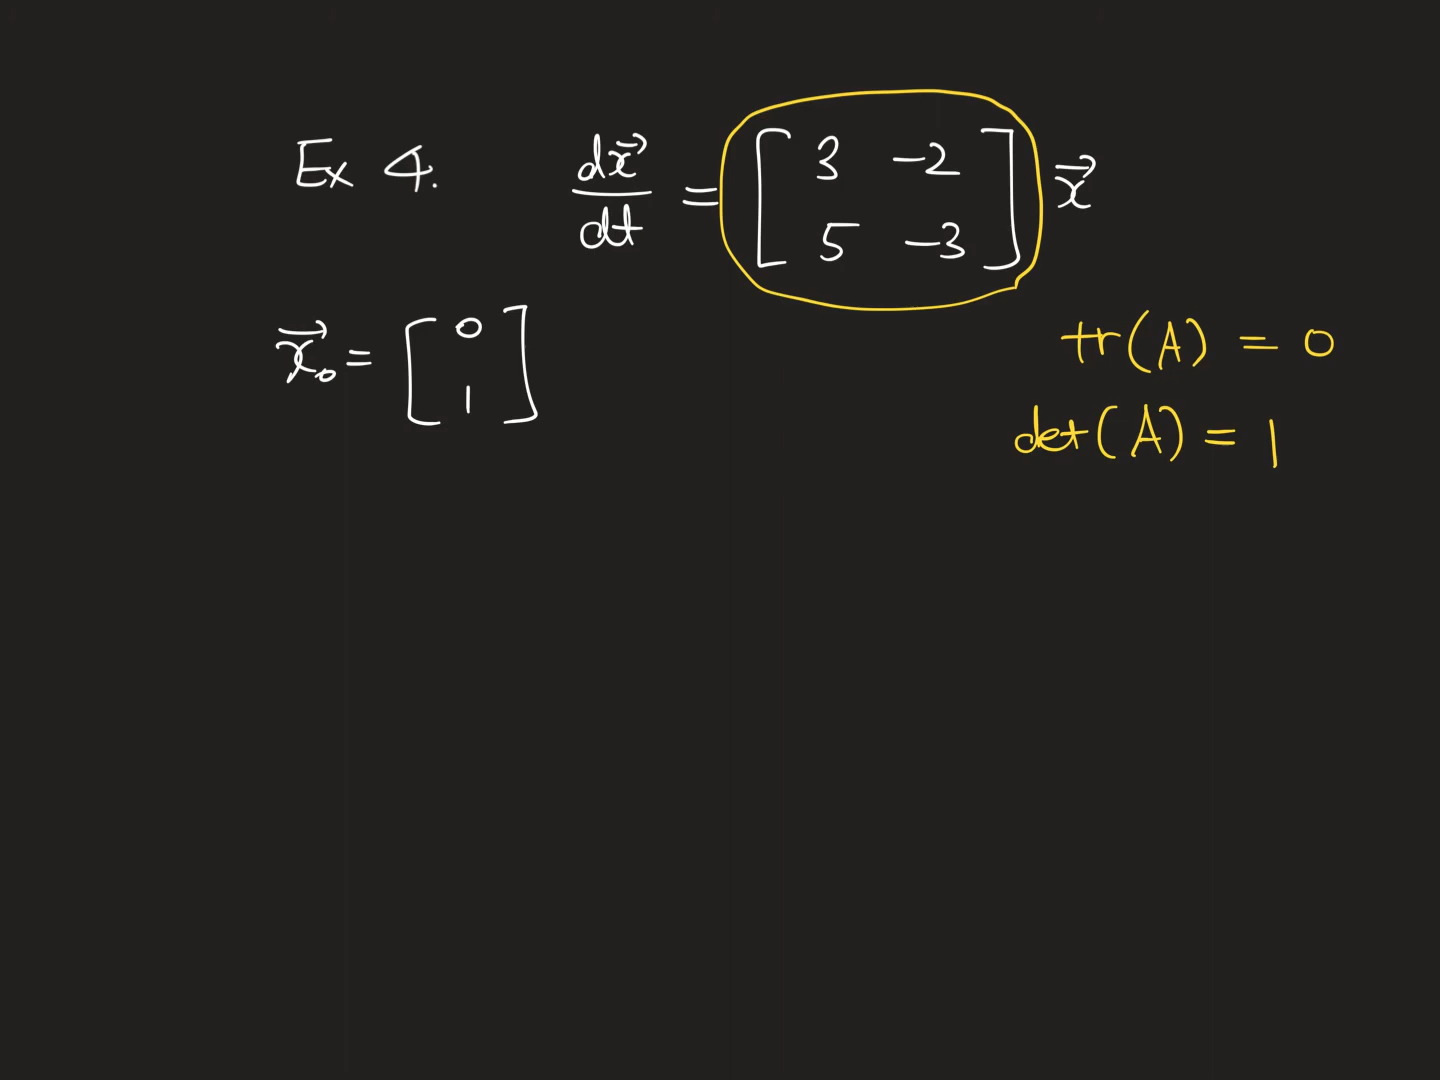 Ex 4. dx⃗/dt = [3 -2; 5 -3] x⃗
x⃗₀ = [0; 1]
tr(A) = 0
det(A) = 1